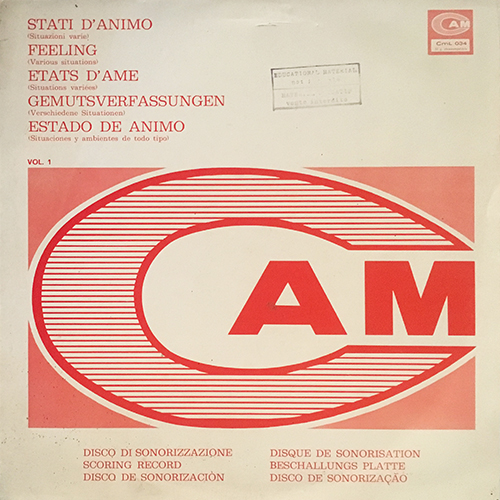 STATI D'ANIMO
(Situazioni varie)
FEELING
(Various situations)
ETATS D'AME
(Situations variées)
GEMUTSVERFASSUNGEN
(Verschiedene Situationen)
ESTADO DE ANIMO
(Situaciones y ambientes de todo tipo)
VOL. 1
CAM
EDUCATIONAL MATERIAL
CAM
DISCO DI SONORIZZAZIONE
SCORING RECORD
DISCO DE SONORIZACIÒN
DISQUE DE SONORISATION
BESCHALLUNGS PLATTE
DISCO DE SONORIZAÇÃO